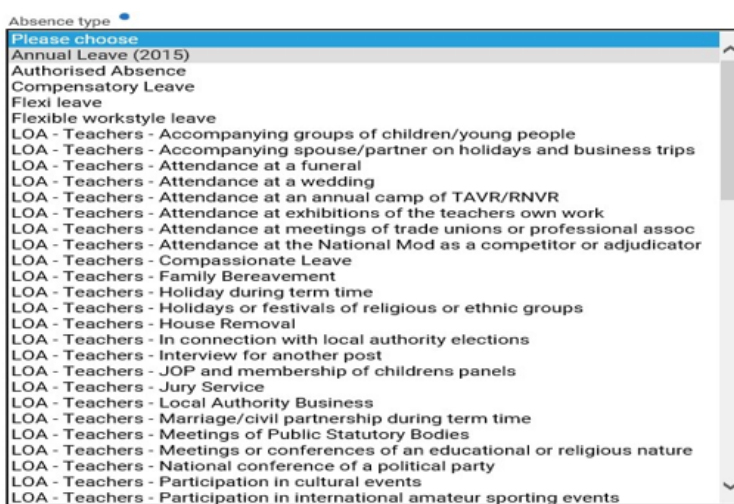 Absence type
Please choose
Annual Leave (2015)
Authorised Absence
Compensatory Leave
Flexi leave
Flexible workstyle leave
LOA - Teachers - Accompanying groups of children/young people
LOA - Teachers - Accompanying spouse/partner on holidays and business trips
LOA - Teachers - Attendance at a funeral
LOA - Teachers - Attendance at a wedding
LOA - Teachers - Attendance at an annual camp of TAVR/RNVR
LOA - Teachers - Attendance at exhibitions of the teachers own work
LOA - Teachers - Attendance at meetings of trade unions or professional assoc
LOA - Teachers - Attendance at the National Mod as a competitor or adjudicator
LOA - Teachers - Compassionate Leave
LOA - Teachers - Family Bereavement
LOA - Teachers - Holiday during term time
LOA - Teachers - Holidays or festivals of religious or ethnic groups
LOA - Teachers - House Removal
LOA - Teachers - In connection with local authority elections
LOA - Teachers - Interview for another post
LOA - Teachers - JOP and membership of childrens panels
LOA - Teachers - Jury Service
LOA - Teachers - Local Authority Business
LOA - Teachers - Marriage/civil partnership during term time
LOA - Teachers - Meetings of Public Statutory Bodies
LOA - Teachers - Meetings or conferences of an educational or religious nature
LOA - Teachers - National conference of a political party
LOA - Teachers - Participation in cultural events
LOA - Teachers - Participation in international amateur sporting events